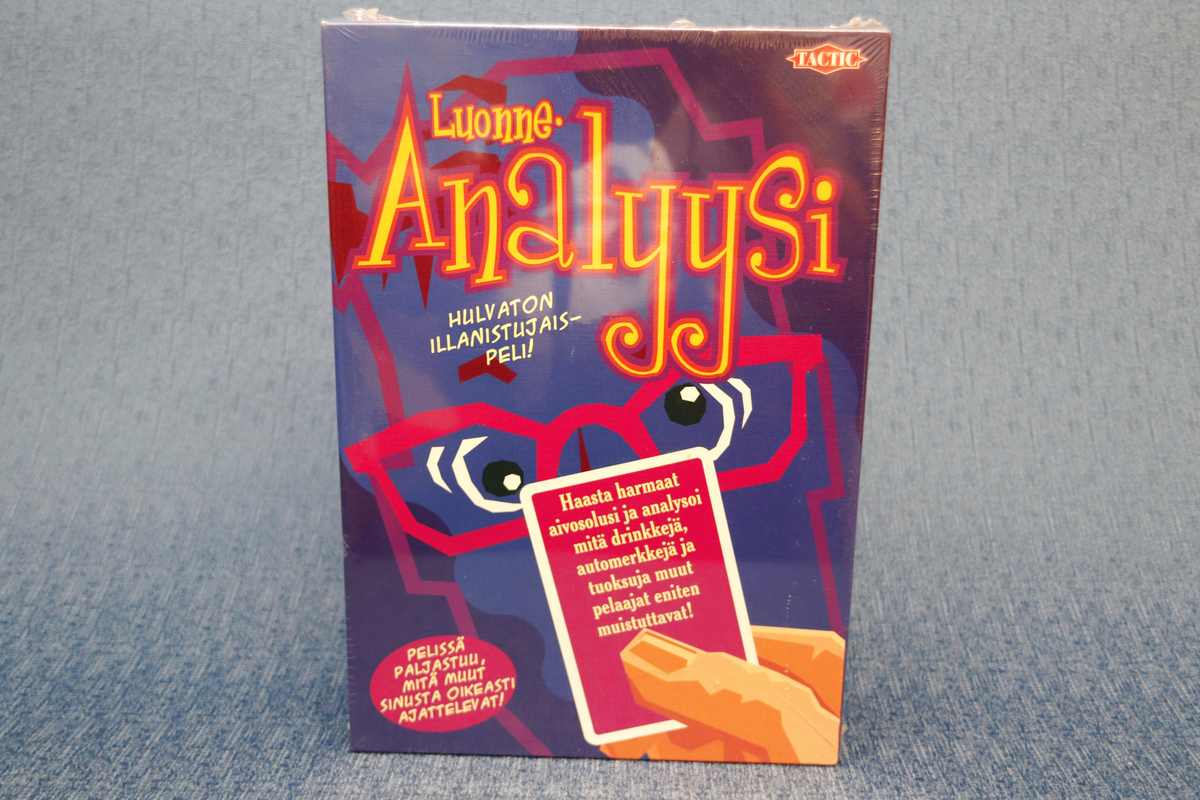 TACTIC
Luonne-
Analyysi
HULVATON
ILLANISTUJAIS-
PELI!
Haasta harmaat
aivosolusi ja analysoi
mitä drinkkejä,
automerkkejä ja
tuoksuja muut
pelaajat eniten
muistuttavat!
PELISSÄ
PALJASTUU,
MITÄ MUUT
SINUSTA OIKEASTI
AJATTELEVAT!